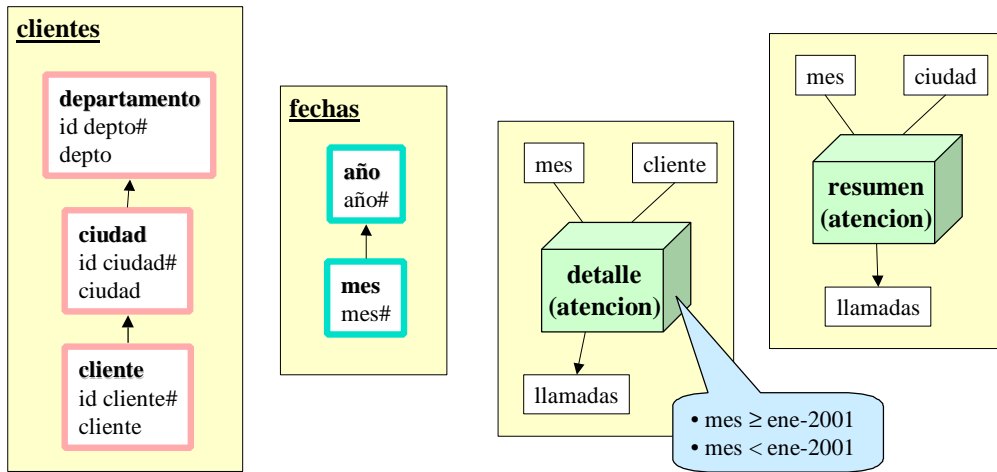 clientes
departamento
id depto#
depto
ciudad
id ciudad#
ciudad
cliente
id cliente#
cliente
fechas
año
año#
mes
mes#
mes
cliente
detalle
(atencion)
llamadas
• mes ≥ ene-2001
• mes < ene-2001
mes
ciudad
resumen
(atencion)
llamadas